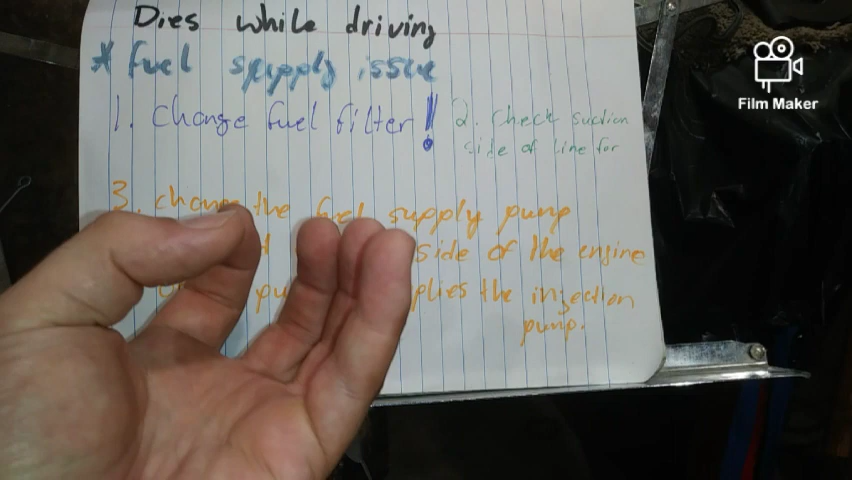 Dies while driving
* fuel supply issue
1. Change fuel filter!
2. Check suction
side of line for
3. change the fuel supply pump
side of the engine
the injection
pump.
Film Maker